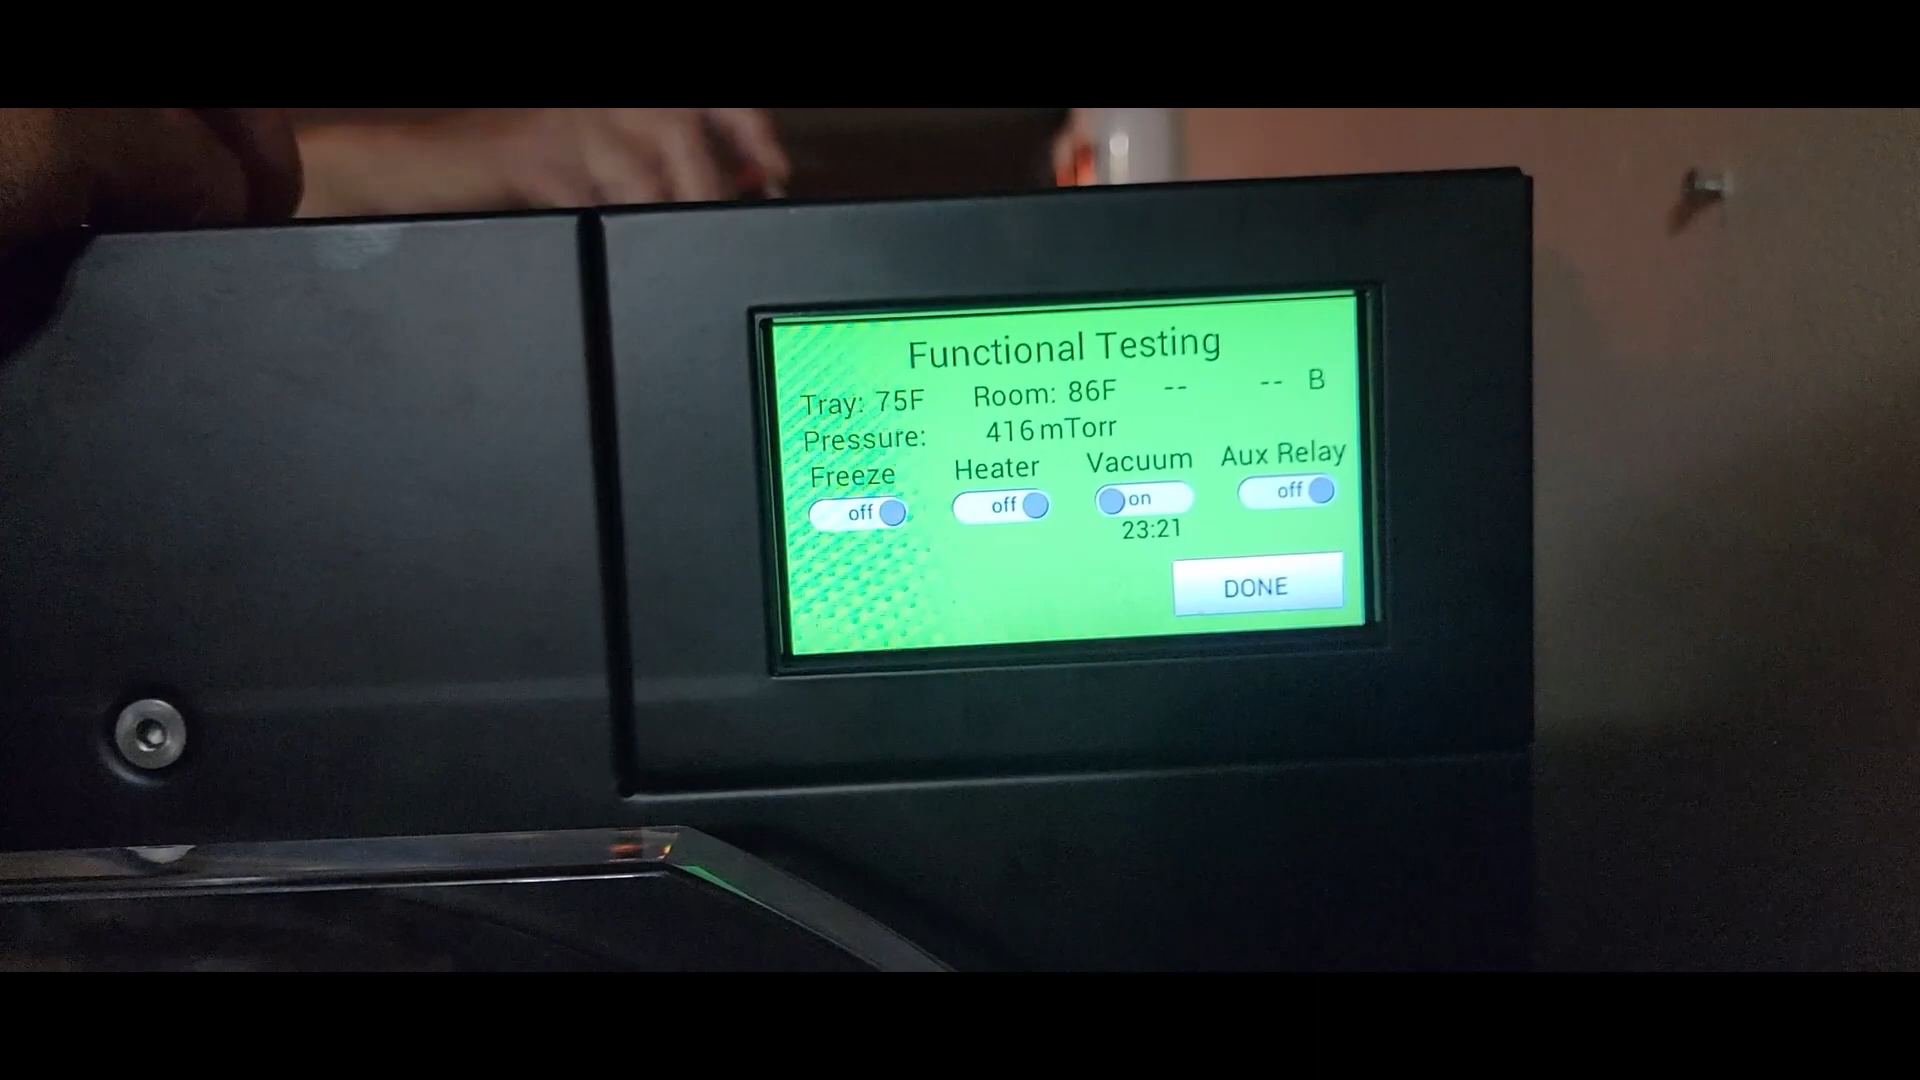 Functional Testing
Tray: 75F Room: 86F -- -- B
Pressure: 416 mTorr
Freeze Heater Vacuum Aux Relay
off off on off
23:21
DONE